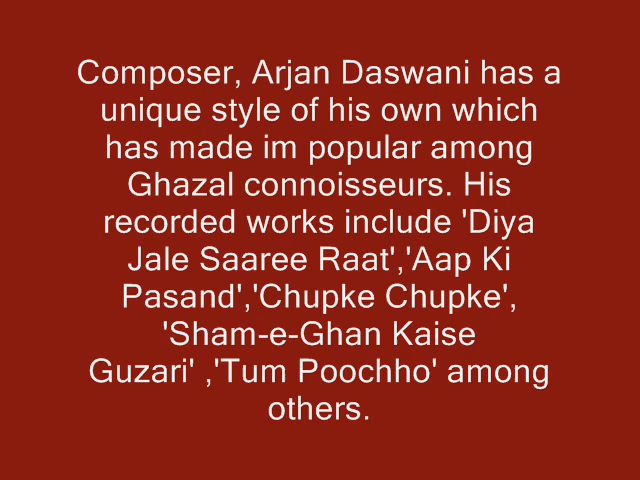 Composer, Arjan Daswani has a
unique style of his own which
has made im popular among
Ghazal connoisseurs. His
recorded works include 'Diya
Jale Saaree Raat','Aap Ki
Pasand','Chupke Chupke',
'Sham-e-Ghan Kaise
Guzari' ,'Tum Poochho' among
others.